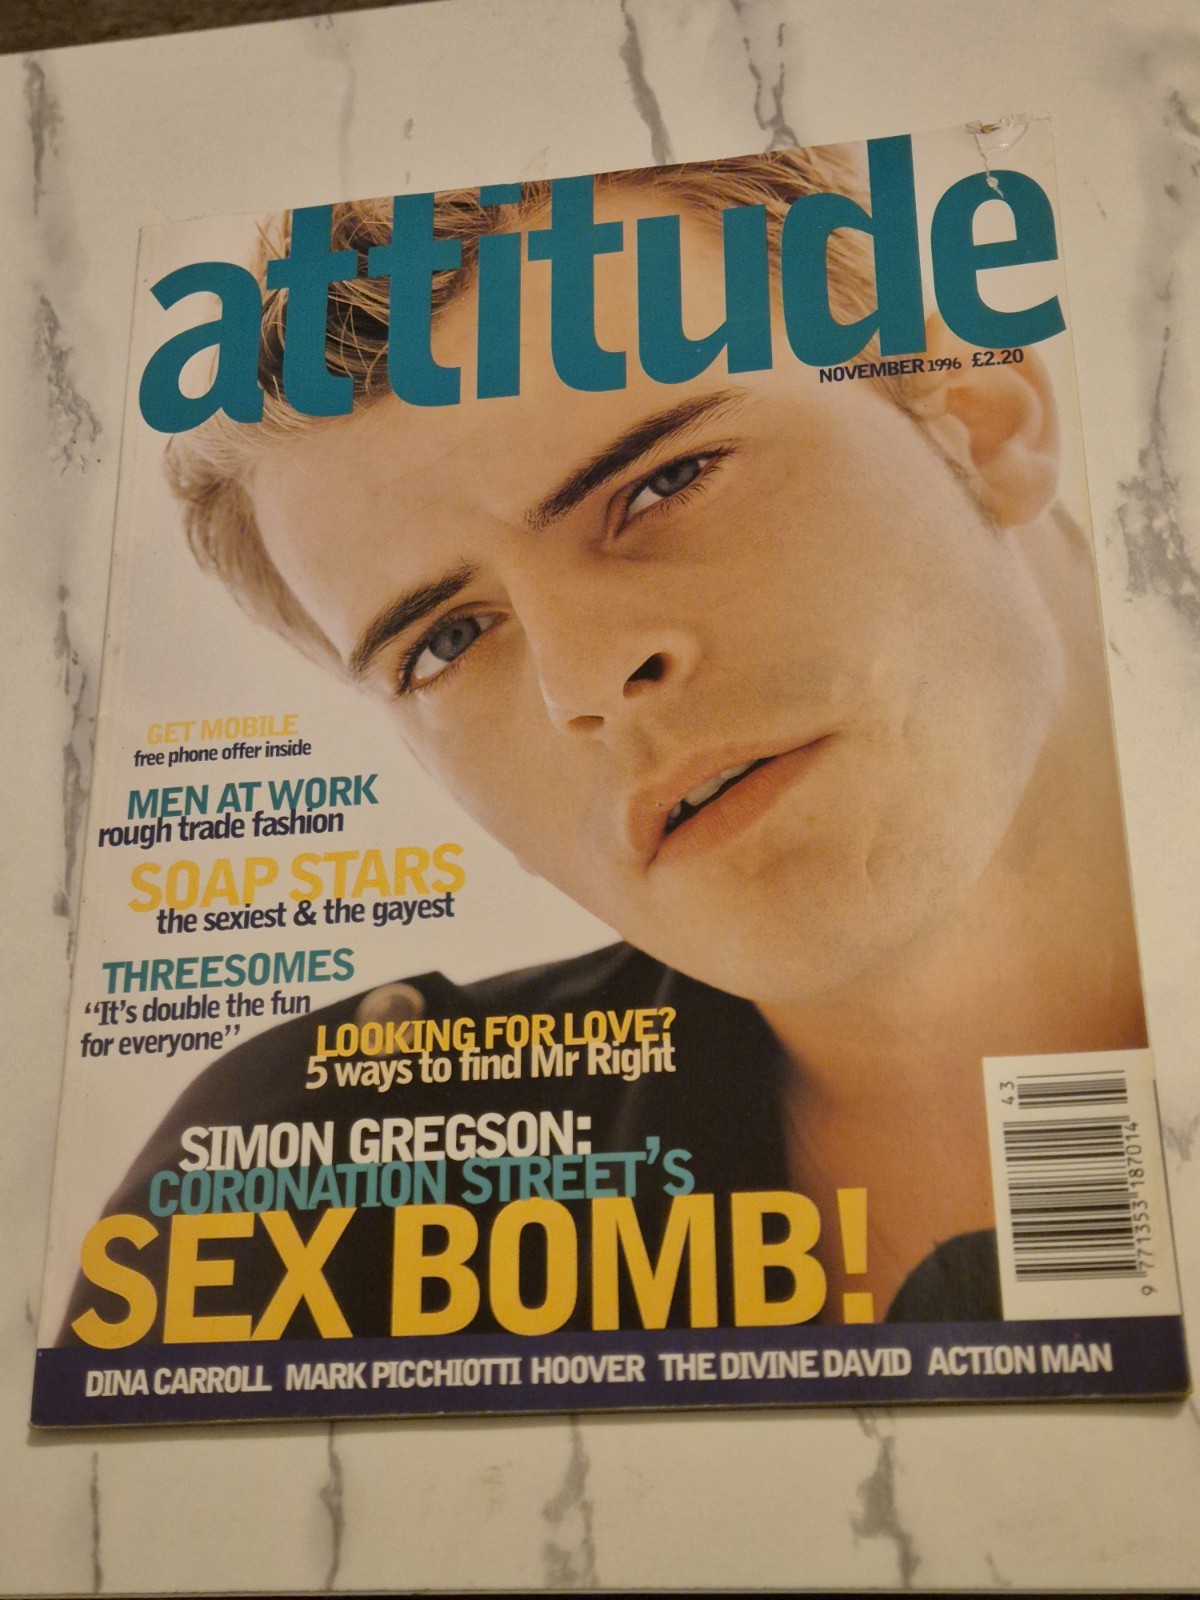 attitude
NOVEMBER 1996 £2.20
GET MOBILE
free phone offer inside
MEN AT WORK
rough trade fashion
SOAP STARS
the sexiest & the gayest
THREESOMES
“It’s double the fun
for everyone”
LOOKING FOR LOVE?
5 ways to find Mr Right
SIMON GREGSON:
CORONATION STREET’S
SEX BOMB!
43
9 771353 187014
DINA CARROLL MARK PICCHIOTTI HOOVER THE DIVINE DAVID ACTION MAN